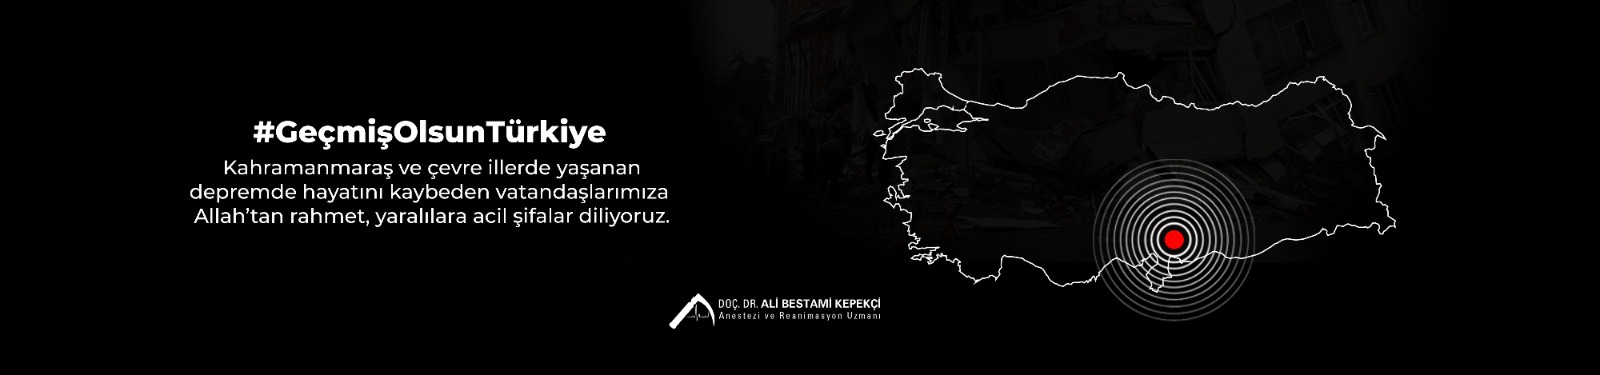 #GeçmişOlsunTürkiye
Kahramanmaraş ve çevre illerde yaşanan
depremde hayatını kaybeden vatandaşlarımıza
Allah’tan rahmet, yaralılara acil şifalar diliyoruz.
DOÇ. DR. ALİ BESTAMİ KEPEKÇİ
Anestezi ve Reanimasyon Uzmanı